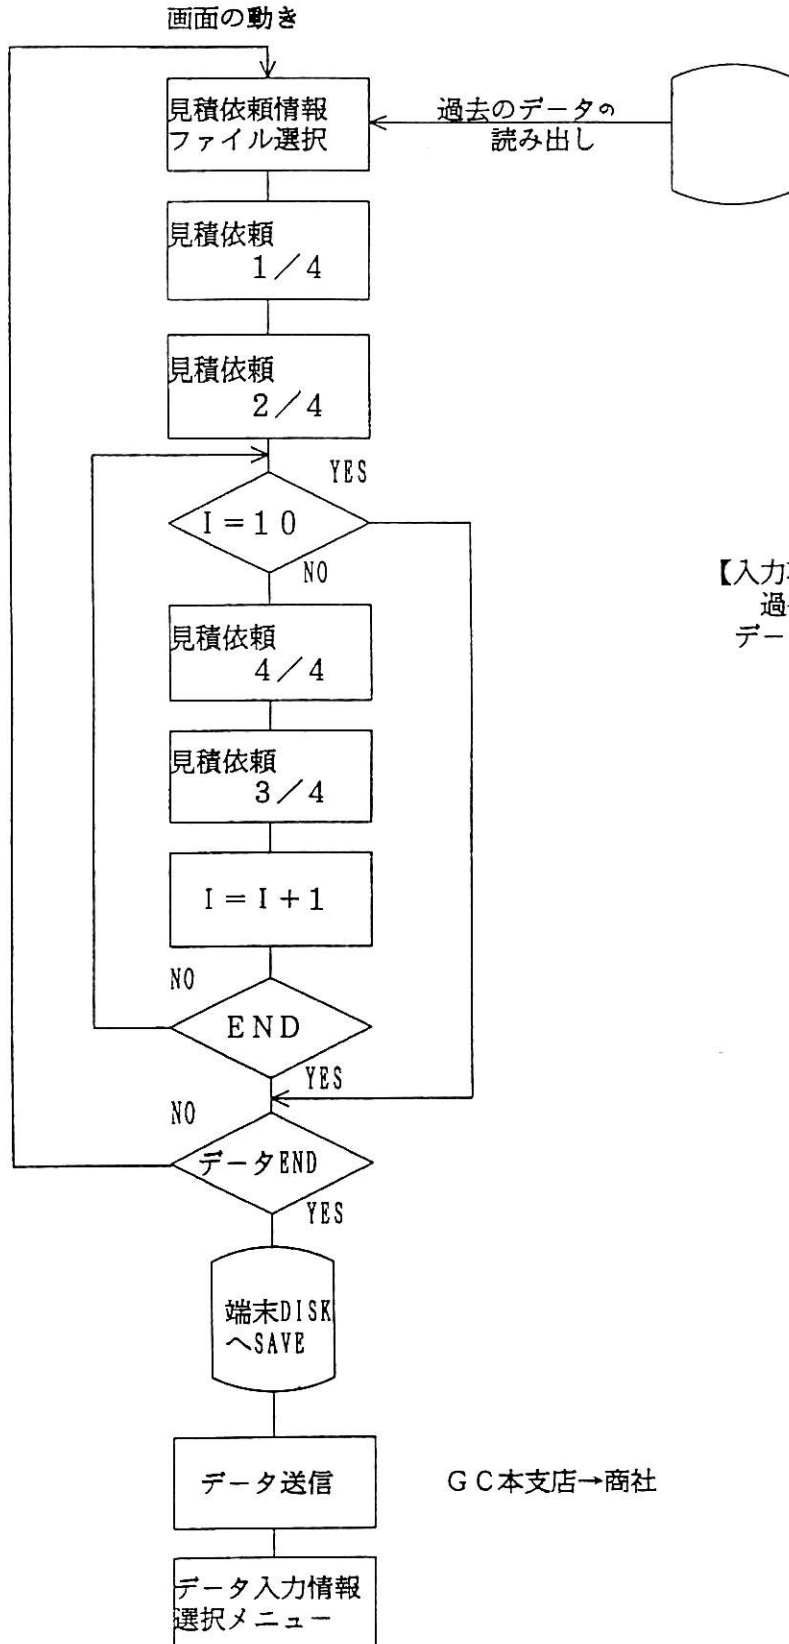 画面の動き
見積依頼情報
ファイル選択
過去のデータの
読み出し
見積依頼
1/4
見積依頼
2/4
YES
I=10
NO
【入力
過
デー
見積依頼
4/4
見積依頼
3/4
I=I+1
NO
END
YES
NO
データEND
YES
端末DISK
へSAVE
データ送信
GC本支店→商社
データ入力情報
選択メニュー